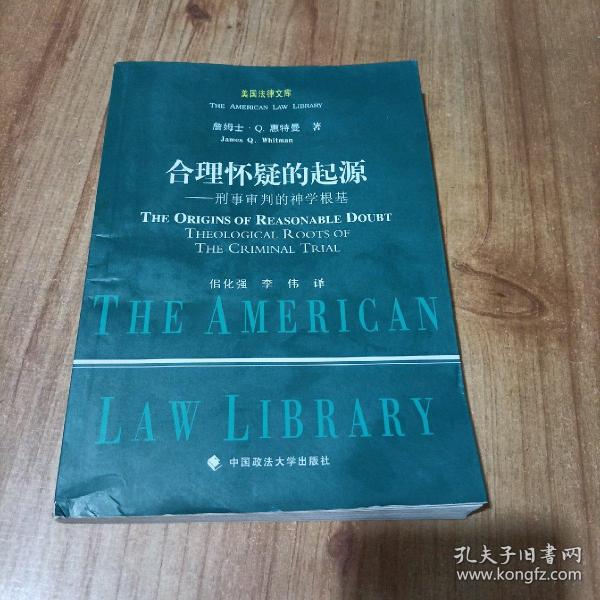 美国法律文库
THE AMERICAN LAW LIBRARY
詹姆士·Q.惠特曼 著
James Q. Whitman
合理怀疑的起源
——刑事审判的神学根基
THE ORIGINS OF REASONABLE DOUBT
THEOLOGICAL ROOTS OF
THE CRIMINAL TRIAL
佀化强 李伟 译
THE AMERICAN
LAW LIBRARY
中国政法大学出版社
孔夫子旧书网
www.kongfz.com